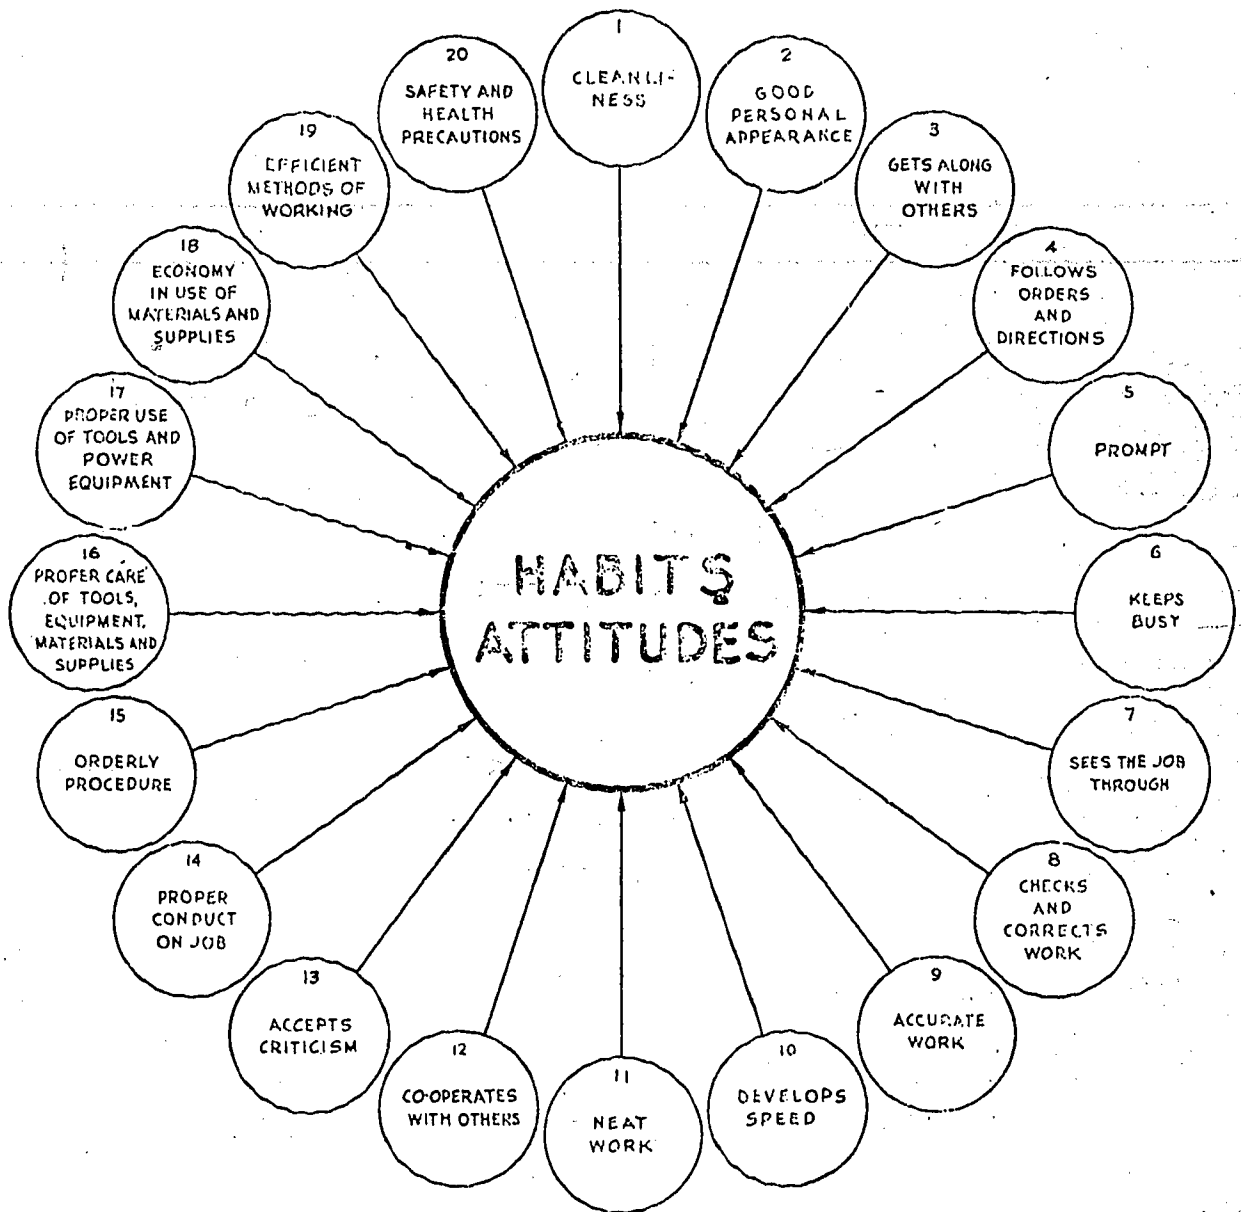 1
CLEANLI-
NESS
2
GOOD
PERSONAL
APPEARANCE
3
GETS ALONG
WITH
OTHERS
4
FOLLOWS
ORDERS
AND
DIRECTIONS
5
PROMPT
6
KEEPS
BUSY
7
SEES THE JOB
THROUGH
8
CHECKS
AND
CORRECTS
WORK
9
ACCURATE
WORK
10
DEVELOPS
SPEED
11
NEAT
WORK
12
CO-OPERATES
WITH OTHERS
13
ACCEPTS
CRITICISM
14
PROPER
CONDUCT
ON JOB
15
ORDERLY
PROCEDURE
16
PROPER CARE
OF TOOLS,
EQUIPMENT,
MATERIALS AND
SUPPLIES
17
PROPER USE
OF TOOLS AND
POWER
EQUIPMENT
18
ECONOMY
IN USE OF
MATERIALS AND
SUPPLIES
19
EFFICIENT
METHODS OF
WORKING
20
SAFETY AND
HEALTH
PRECAUTIONS
HABITS
ATTITUDES